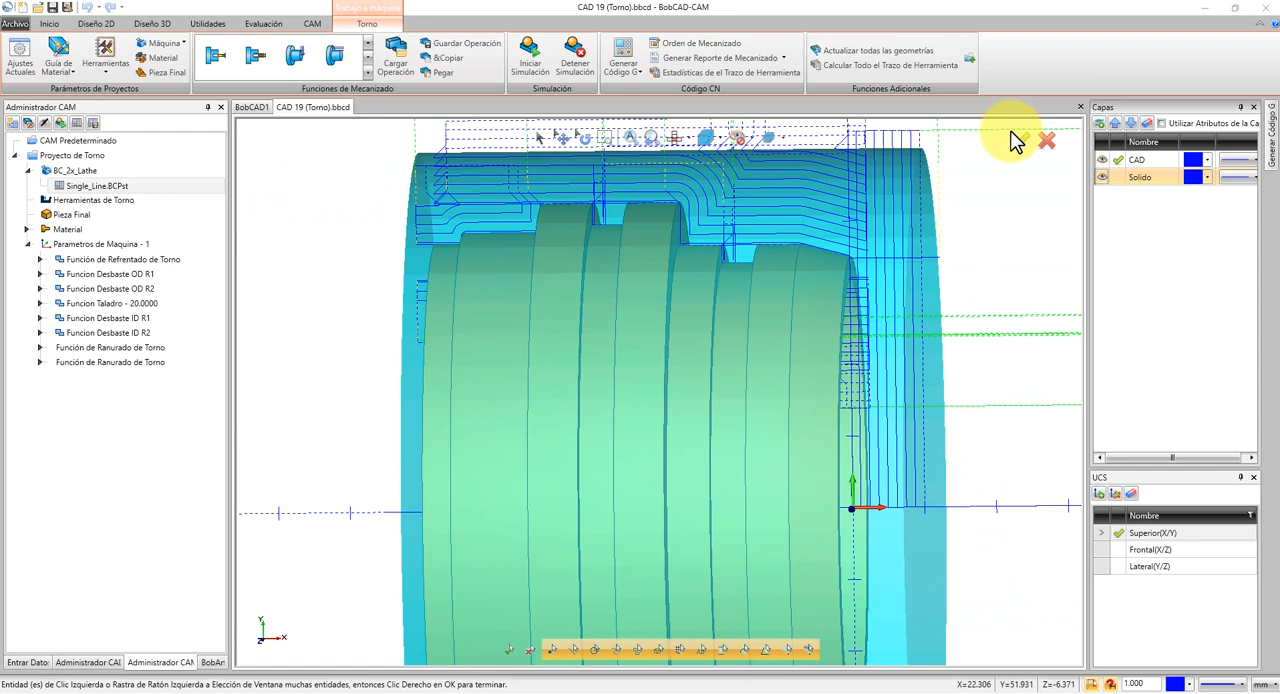 CAD 19 (Torno).bbcd - BobCAD-CAM
Trabajo a máquina
Archivo Inicio Diseño 2D Diseño 3D Utilidades Evaluación CAM Torno
Ajustes Actuales
Guía de Material
Herramientas
Máquina
Material
Pieza Final
Cargar Operación
Guardar Operación
&Copiar
Pegar
Iniciar Simulación
Detener Simulación
Generar Código G
Orden de Mecanizado
Generar Reporte de Mecanizado
Estadísticas de el Trazo de Herramienta
Actualizar todas las geometrías
Calcular Todo el Trazo de Herramienta
Parámetros de Proyectos Funciones de Mecanizado Simulación Código CN Funciones Adicionales
Administrador CAM
BobCAD1 CAD 19 (Torno).bbcd
CAM Predeterminado
Proyecto de Torno
BC_2x_Lathe
Single_Line.BCPst
Herramientas de Torno
Pieza Final
Material
Parametros de Maquina - 1
Función de Refrentado de Torno
Funcion Desbaste OD R1
Funcion Desbaste OD R2
Funcion Taladro - 20.0000
Funcion Desbaste ID R1
Funcion Desbaste ID R2
Función de Ranurado de Torno
Función de Ranurado de Torno
Y
Z X
Capas
Utilizar Atributos de la Ca
Nombre
CAD
Solido
UCS
Nombre
Superior(X/Y)
Frontal(X/Z)
Lateral(Y/Z)
Herramienta Código G
Entrar Dato: Administrador CAI Administrador CAM BobArt
Entidad (es) de Clic Izquierda o Rastra de Ratón Izquierda a Elección de Ventana muchas entidades, entonces Clic Derecho en OK para terminar.
X=22.306 Y=51.931 Z=-6.371 1.000 mm